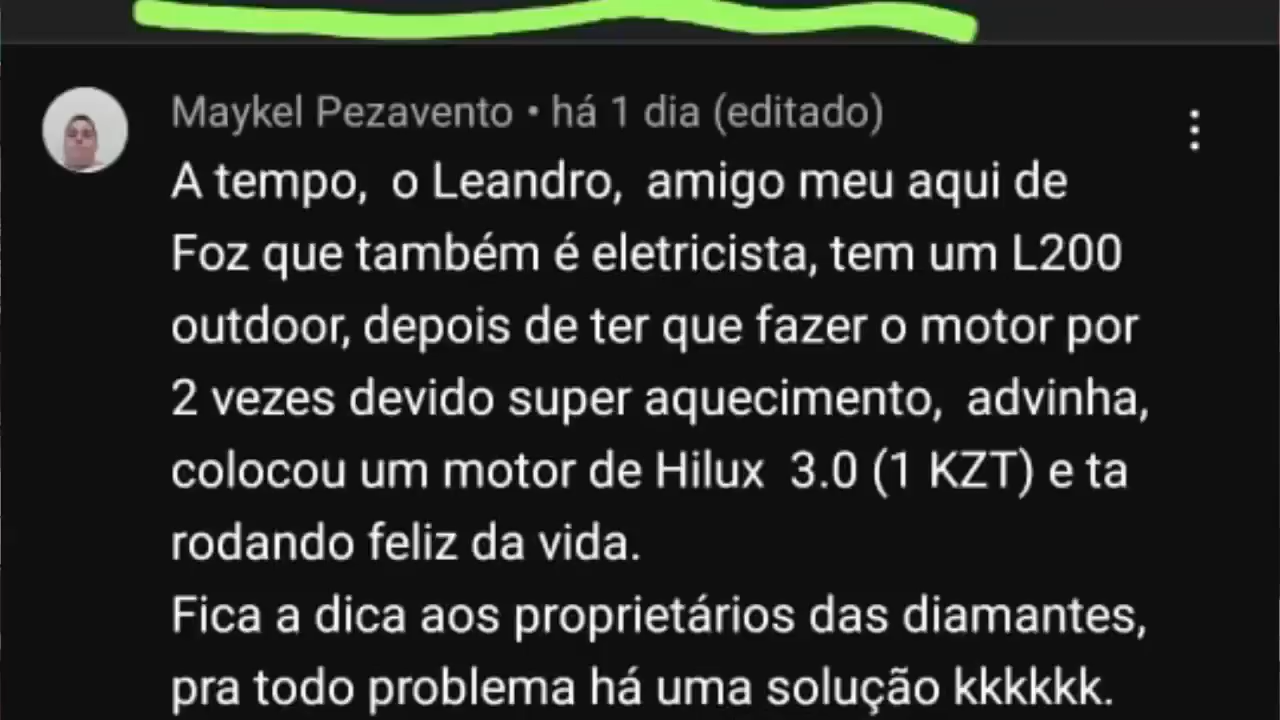 Maykel Pezavento • há 1 dia (editado)
A tempo, o Leandro, amigo meu aqui de
Foz que também é eletricista, tem um L200
outdoor, depois de ter que fazer o motor por
2 vezes devido super aquecimento, advinha,
colocou um motor de Hilux 3.0 (1 KZT) e ta
rodando feliz da vida.
Fica a dica aos proprietários das diamantes,
pra todo problema há uma solução kkkkkk.